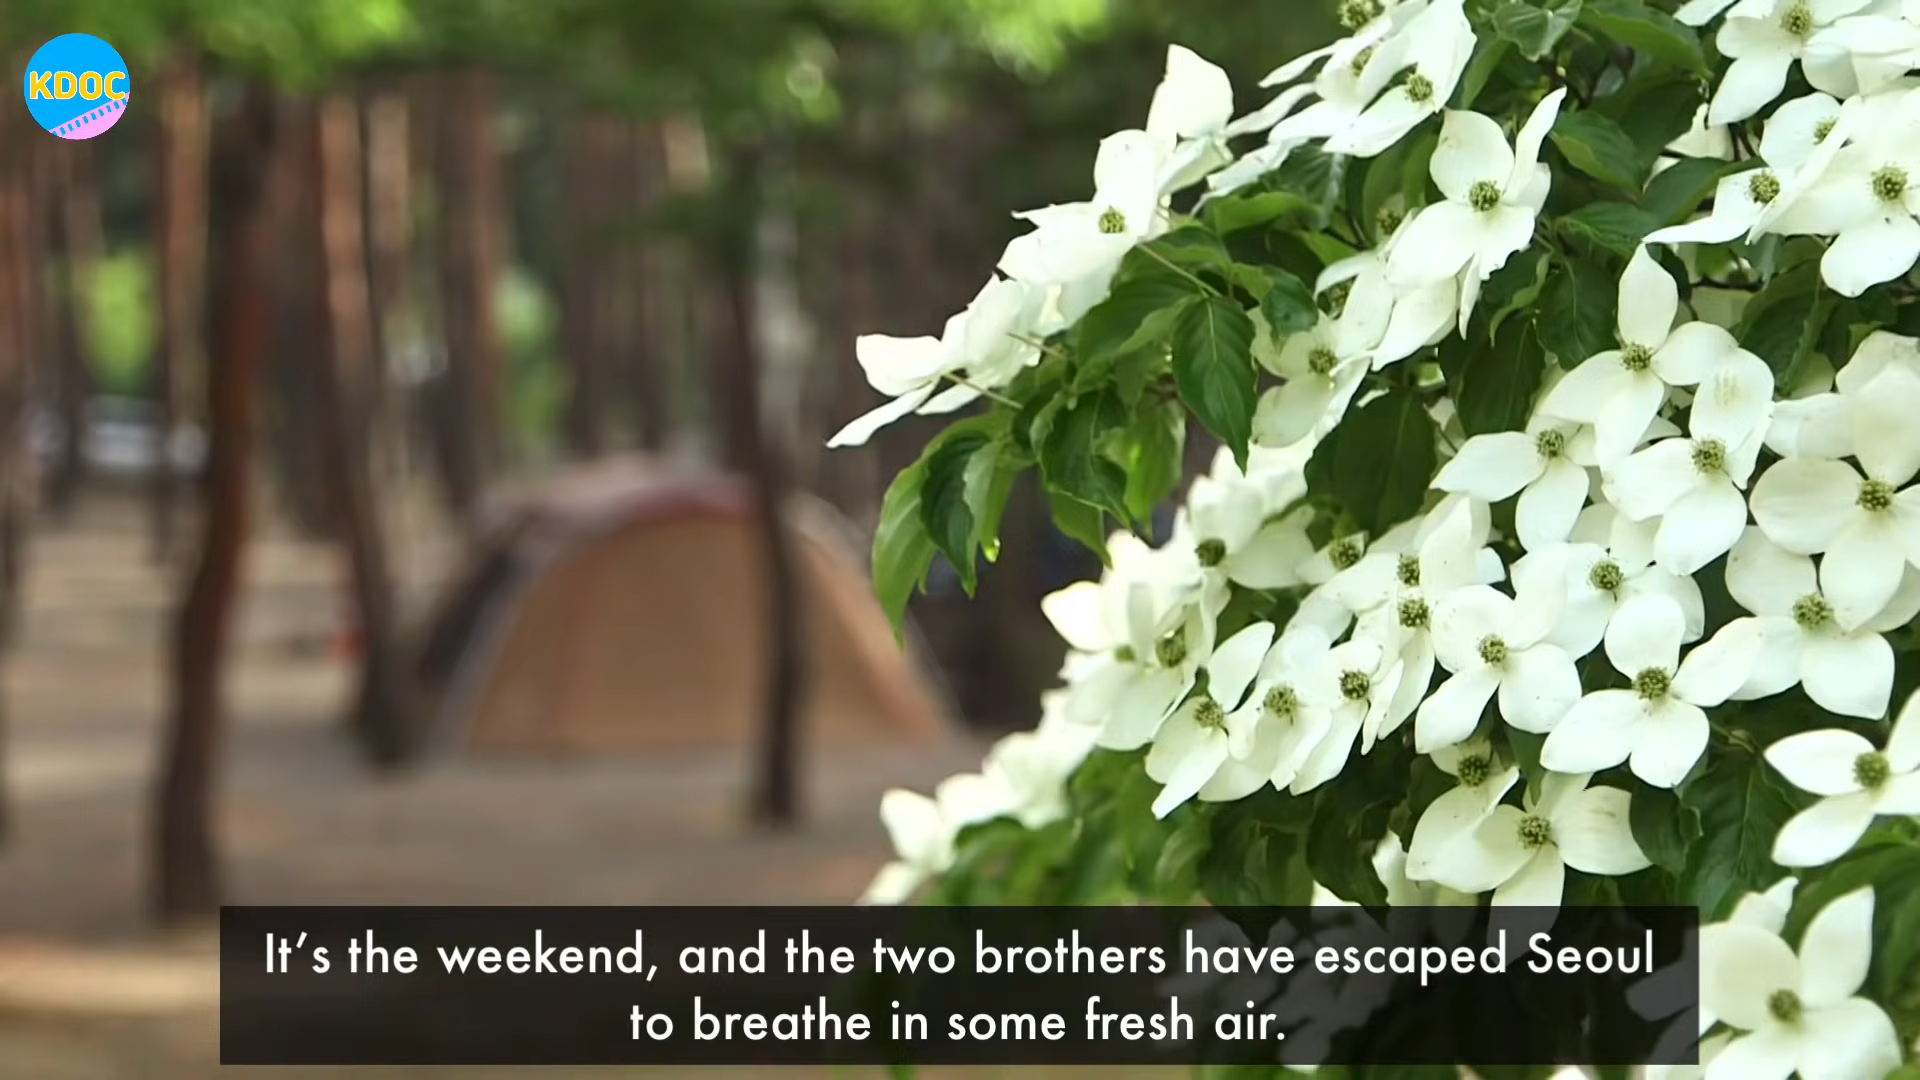 KDOC
It’s the weekend, and the two brothers have escaped Seoul
to breathe in some fresh air.